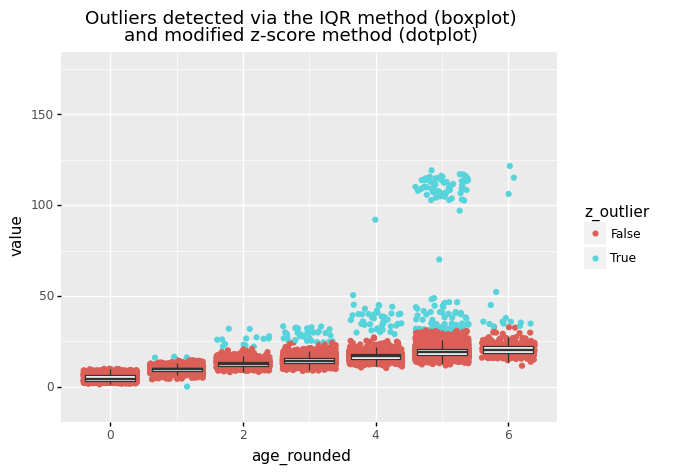 Outliers detected via the IQR method (boxplot)
and modified z-score method (dotplot)
150
100
50
0
value
0
2
4
6
age_rounded
z_outlier
False
True